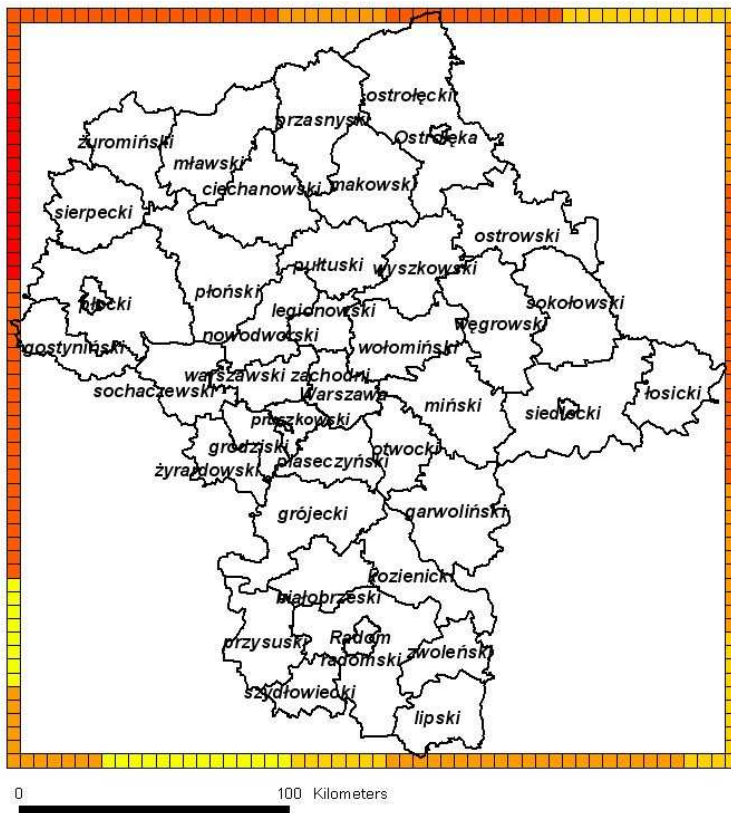 ostrołęcki
przasnyski
Ostrołęka
żuromiński
mławski
ciechanowski
makowski
sierpecki
ostrowski
pułtuski
wyszkowski
płoński
płocki
sokołowski
legionowski
nowodworski
węgrowski
gostyniński
wołomiński
warszawski zachodni
sochaczewski
Warszawa
łosicki
miński
siedlecki
pruszkowski
grodziski
otwocki
piaseczyński
żyrardowski
grójecki
garwoliński
kozienicki
białobrzeski
Radom
przysuski
zwoleński
radomski
szydłowiecki
lipski
0 100 Kilometers